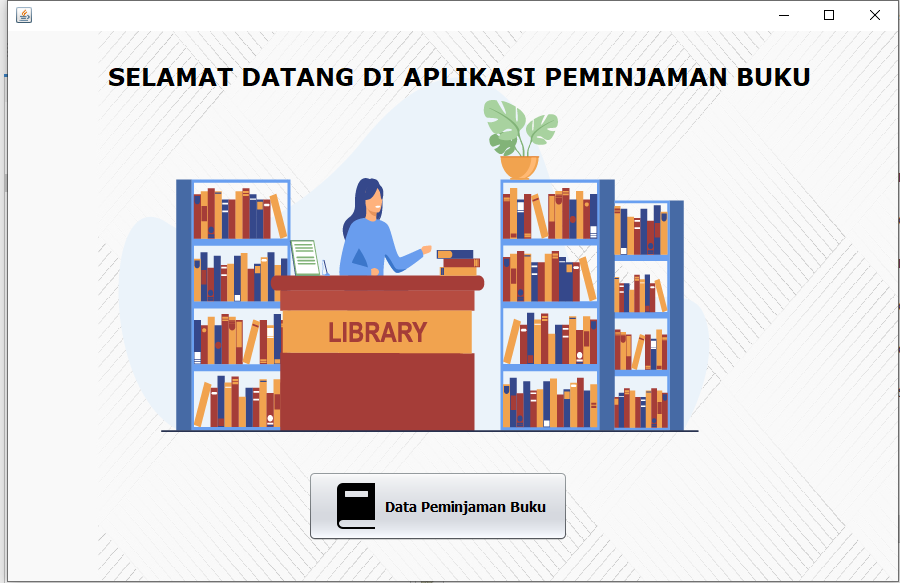 SELAMAT DATANG DI APLIKASI PEMINJAMAN BUKU
LIBRARY
Data Peminjaman Buku